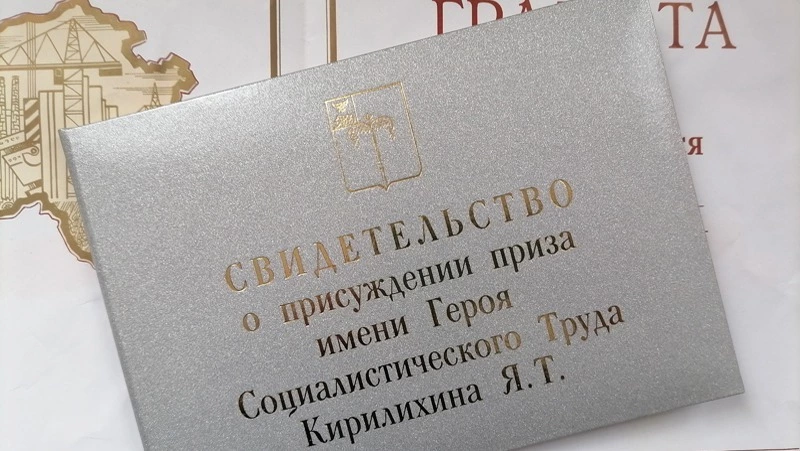 СВИДЕТЕЛЬСТВО
о присуждении приза
имени Героя
Социалистического Труда
Кирилихина Я.Т.